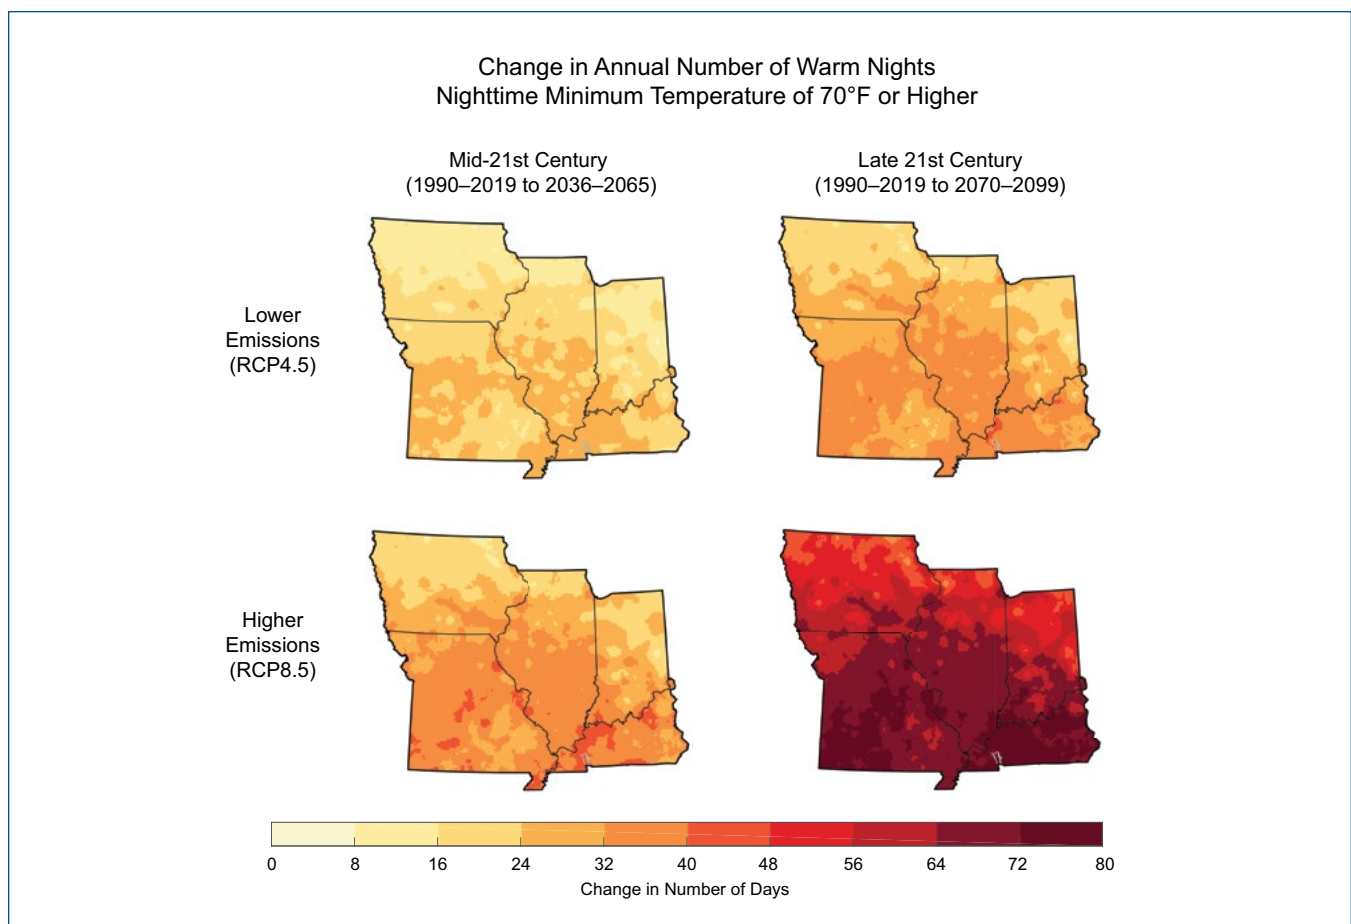 Change in Annual Number of Warm Nights
Nighttime Minimum Temperature of 70°F or Higher
Mid-21st Century
(1990–2019 to 2036–2065)
Late 21st Century
(1990–2019 to 2070–2099)
Lower
Emissions
(RCP4.5)
Higher
Emissions
(RCP8.5)
0 8 16 24 32 40 48 56 64 72 80
Change in Number of Days